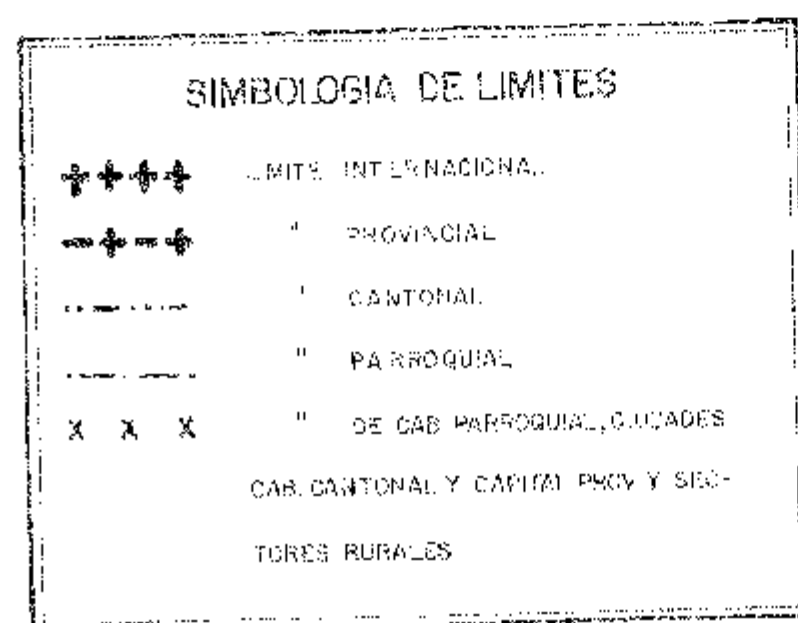 SIMBOLOGIA DE LIMITES
LIMITE INTERNACIONAL
" PROVINCIAL
" CANTONAL
" PARROQUIAL
X X X " DE CAB PARROQUIAL, CIUDADES
CAB. CANTONAL Y CAPITAL PROV Y SEC-
TORES RURALES